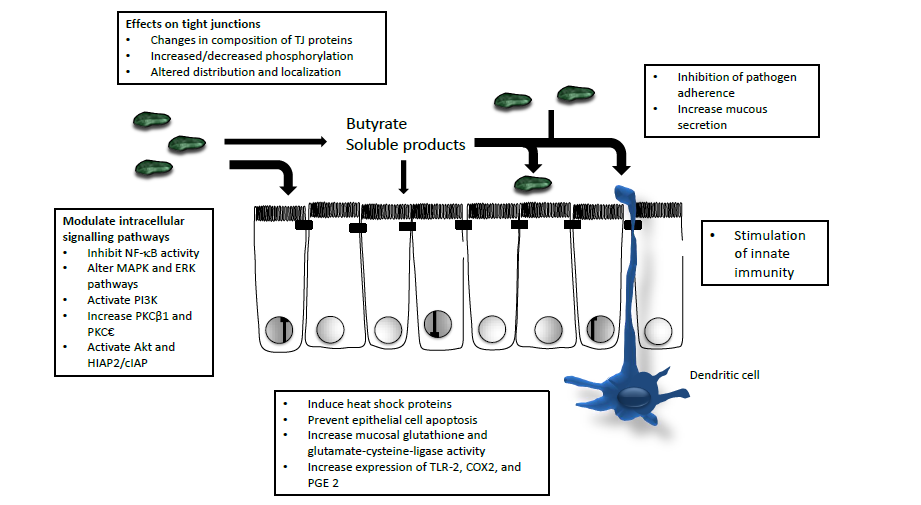 Effects on tight junctions
• Changes in composition of TJ proteins
• Increased/decreased phosphorylation
• Altered distribution and localization
• Inhibition of pathogen
adherence
• Increase mucous
secretion
Butyrate
Soluble products
Modulate intracellular
signalling pathways
• Inhibit NF-κB activity
• Alter MAPK and ERK
pathways
• Activate PI3K
• Increase PKCβ1 and
PKC€
• Activate Akt and
HIAP2/cIAP
• Stimulation
of innate
immunity
Dendritic cell
• Induce heat shock proteins
• Prevent epithelial cell apoptosis
• Increase mucosal glutathione and
glutamate-cysteine-ligase activity
• Increase expression of TLR-2, COX2, and
PGE 2